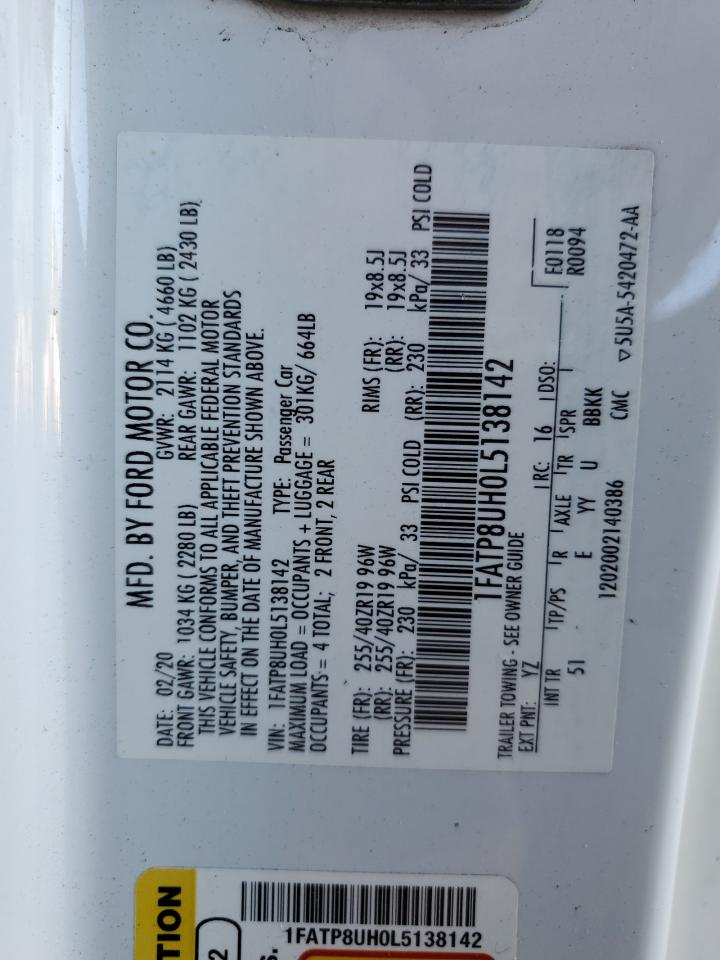 MFD. BY FORD MOTOR CO.
DATE: 02/20 GVWR: 2114 KG ( 4660 LB)
FRONT GAWR: 1034 KG ( 2280 LB) REAR GAWR: 1102 KG ( 2430 LB)
THIS VEHICLE CONFORMS TO ALL APPLICABLE FEDERAL MOTOR
VEHICLE SAFETY, BUMPER, AND THEFT PREVENTION STANDARDS
IN EFFECT ON THE DATE OF MANUFACTURE SHOWN ABOVE.
VIN: 1FATP8UH0L5138142 TYPE: Passenger Car
MAXIMUM LOAD = OCCUPANTS + LUGGAGE = 301KG/ 664LB
OCCUPANTS = 4 TOTAL; 2 FRONT, 2 REAR
TIRE (FR): 255/40ZR19 96W RIMS (FR): 19x8.5J
(RR): 255/40ZR19 96W (RR): 19x8.5J
PRESSURE (FR): 230 kPa/ 33 PSI COLD (RR): 230 kPa/ 33 PSI COLD
1FATP8UH0L5138142
TRAILER TOWING - SEE OWNER GUIDE
EXT PNT: YZ RC: 16 DSO:
INT TR TP/PS R AXLE TR SPR
51 E YY U BBKK
E0118
R0094
1202002140386 CMC ▽5U5A-5420472-AA
TION
2
S.
1FATP8UH0L5138142